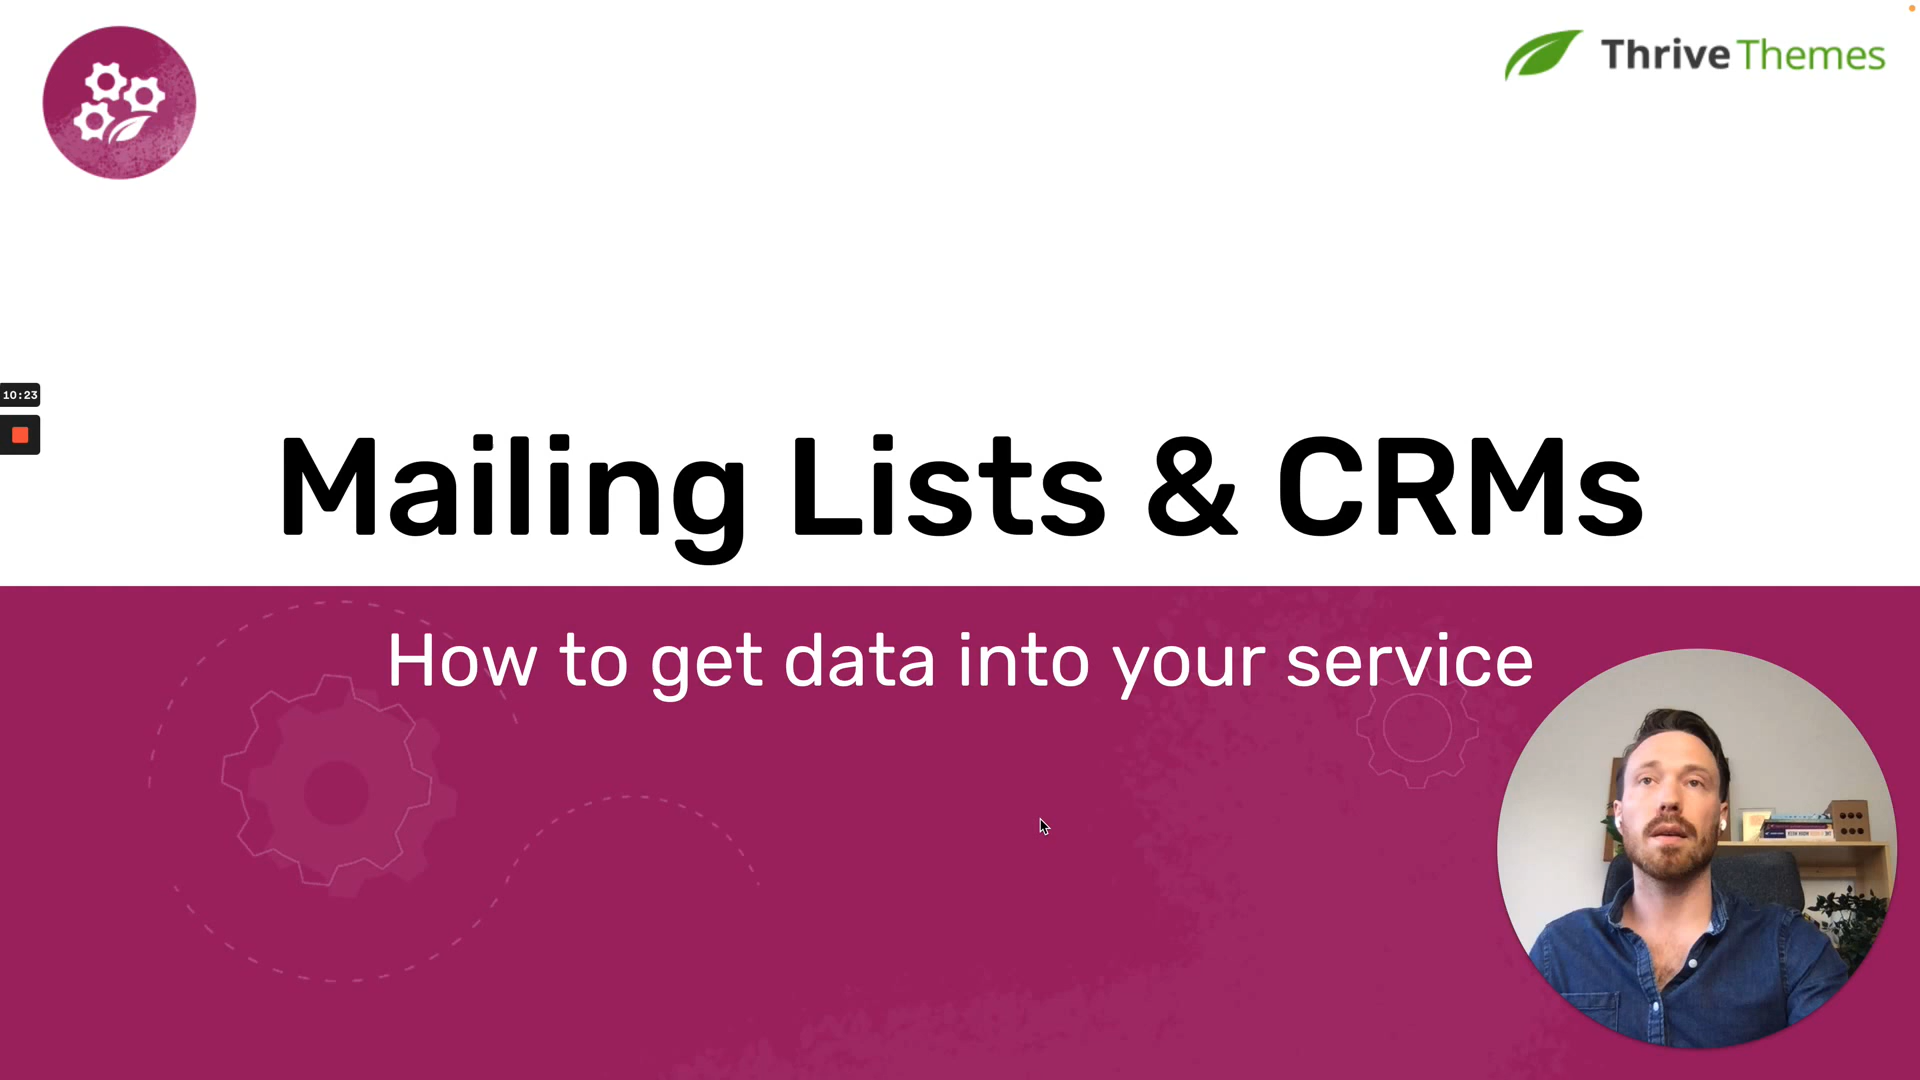 Thrive Themes
10:23
Mailing Lists & CRMs
How to get data into your service